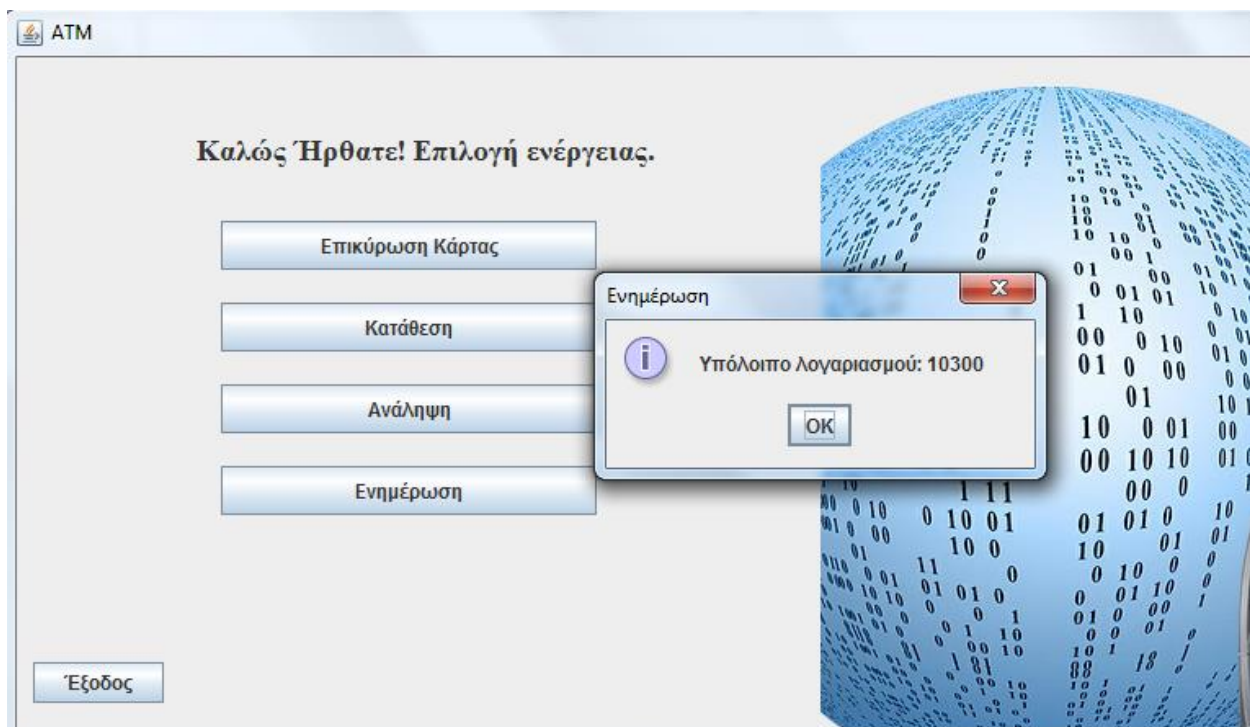 ATM
Καλώς Ήρθατε! Επιλογή ενέργειας.
Επικύρωση Κάρτας
Κατάθεση
Ανάληψη
Ενημέρωση
Ενημέρωση
Υπόλοιπο λογαριασμού: 10300
OK
Έξοδος